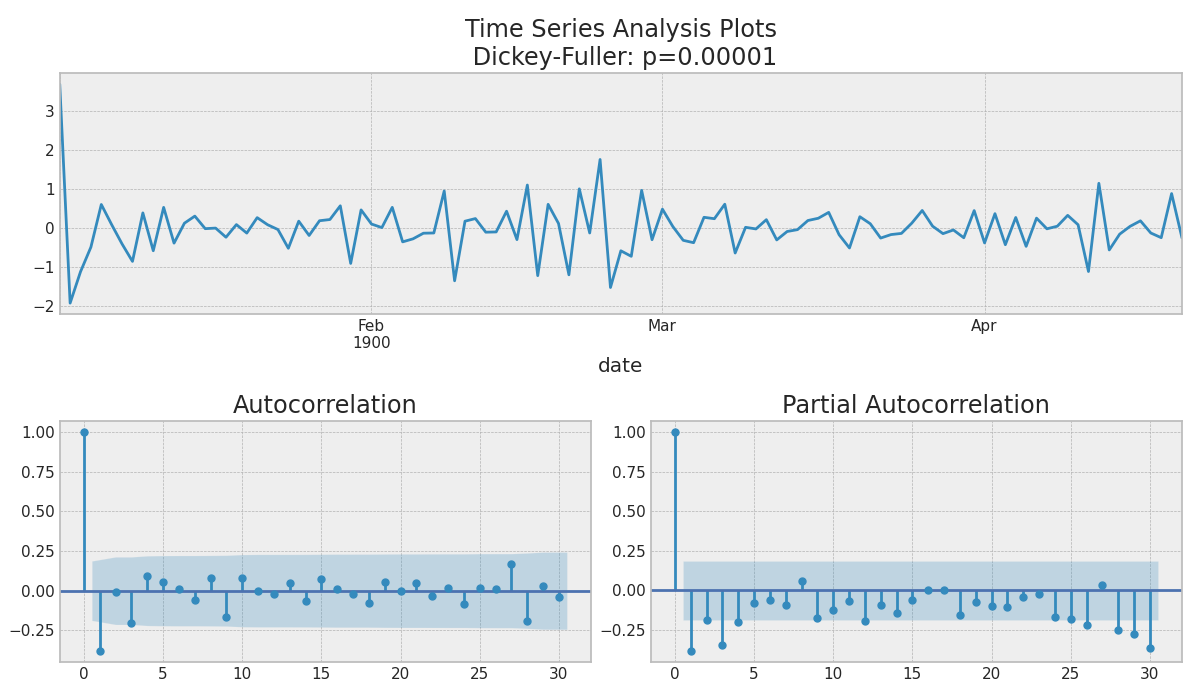 Time Series Analysis Plots
Dickey-Fuller: p=0.00001
3
2
1
0
−1
−2
Feb
1900
Mar
Apr
date
Autocorrelation
1.00
0.75
0.50
0.25
0.00
−0.25
0 5 10 15 20 25 30
Partial Autocorrelation
1.00
0.75
0.50
0.25
0.00
−0.25
0 5 10 15 20 25 30